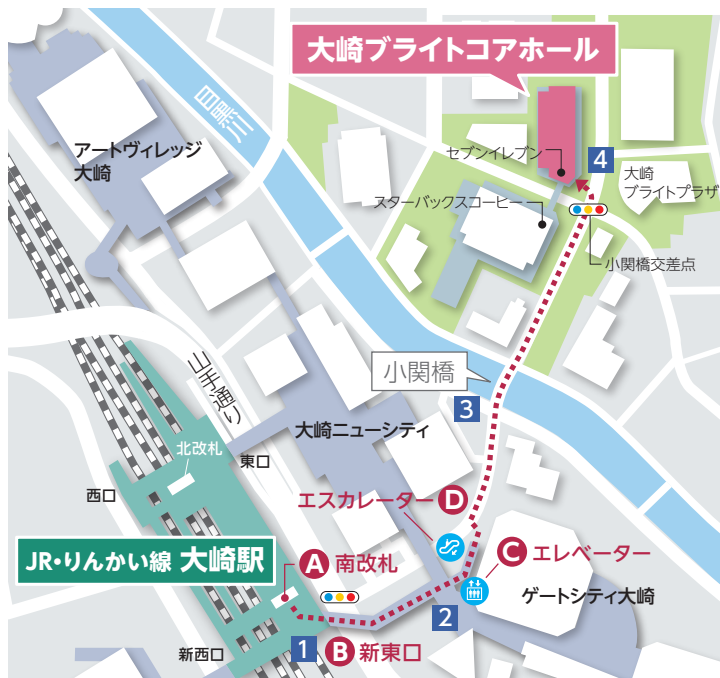 大崎ブライトコアホール
目黒川
アートヴィレッジ
大崎
セブンイレブン
4
大崎
ブライトプラザ
スターバックスコーヒー
小関橋交差点
山手通り
小関橋
3
大崎ニューシティ
北改札
東口
西口
エスカレーター D
JR・りんかい線 大崎駅
A 南改札
C エレベーター
ゲートシティ大崎
2
1
B 新東口
新西口